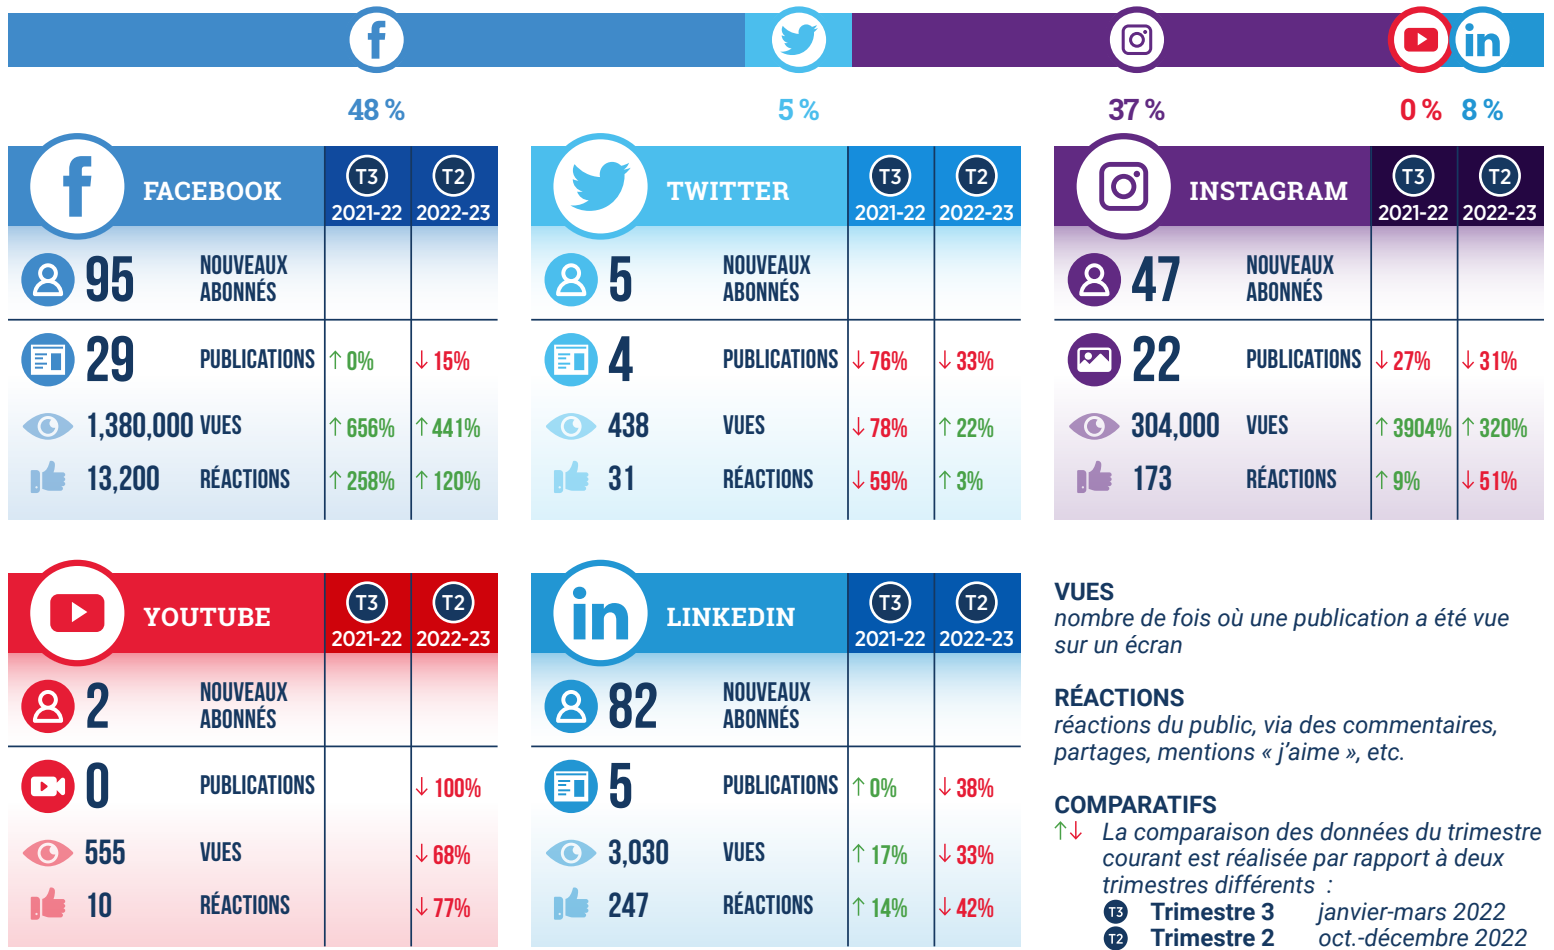 48 %
5 %
37 %
0 %
8 %
FACEBOOK
T3
2021-22
T2
2022-23
95 NOUVEAUX ABONNÉS
29 PUBLICATIONS ↑ 0% ↓ 15%
1,380,000 VUES ↑ 656% ↑ 441%
13,200 RÉACTIONS ↑ 258% ↑ 120%
TWITTER
T3
2021-22
T2
2022-23
5 NOUVEAUX ABONNÉS
4 PUBLICATIONS ↓ 76% ↓ 33%
438 VUES ↓ 78% ↑ 22%
31 RÉACTIONS ↓ 59% ↑ 3%
INSTAGRAM
T3
2021-22
T2
2022-23
47 NOUVEAUX ABONNÉS
22 PUBLICATIONS ↓ 27% ↓ 31%
304,000 VUES ↑ 3904% ↑ 320%
173 RÉACTIONS ↑ 9% ↓ 51%
YOUTUBE
T3
2021-22
T2
2022-23
2 NOUVEAUX ABONNÉS
0 PUBLICATIONS ↓ 100%
555 VUES ↓ 68%
10 RÉACTIONS ↓ 77%
LINKEDIN
T3
2021-22
T2
2022-23
82 NOUVEAUX ABONNÉS
5 PUBLICATIONS ↑ 0% ↓ 38%
3,030 VUES ↑ 17% ↓ 33%
247 RÉACTIONS ↑ 14% ↓ 42%
VUES
nombre de fois où une publication a été vue
sur un écran
RÉACTIONS
réactions du public, via des commentaires,
partages, mentions « j'aime », etc.
COMPARATIFS
↑↓ La comparaison des données du trimestre
courant est réalisée par rapport à deux
trimestres différents :
T3 Trimestre 3 janvier-mars 2022
T2 Trimestre 2 oct.-décembre 2022